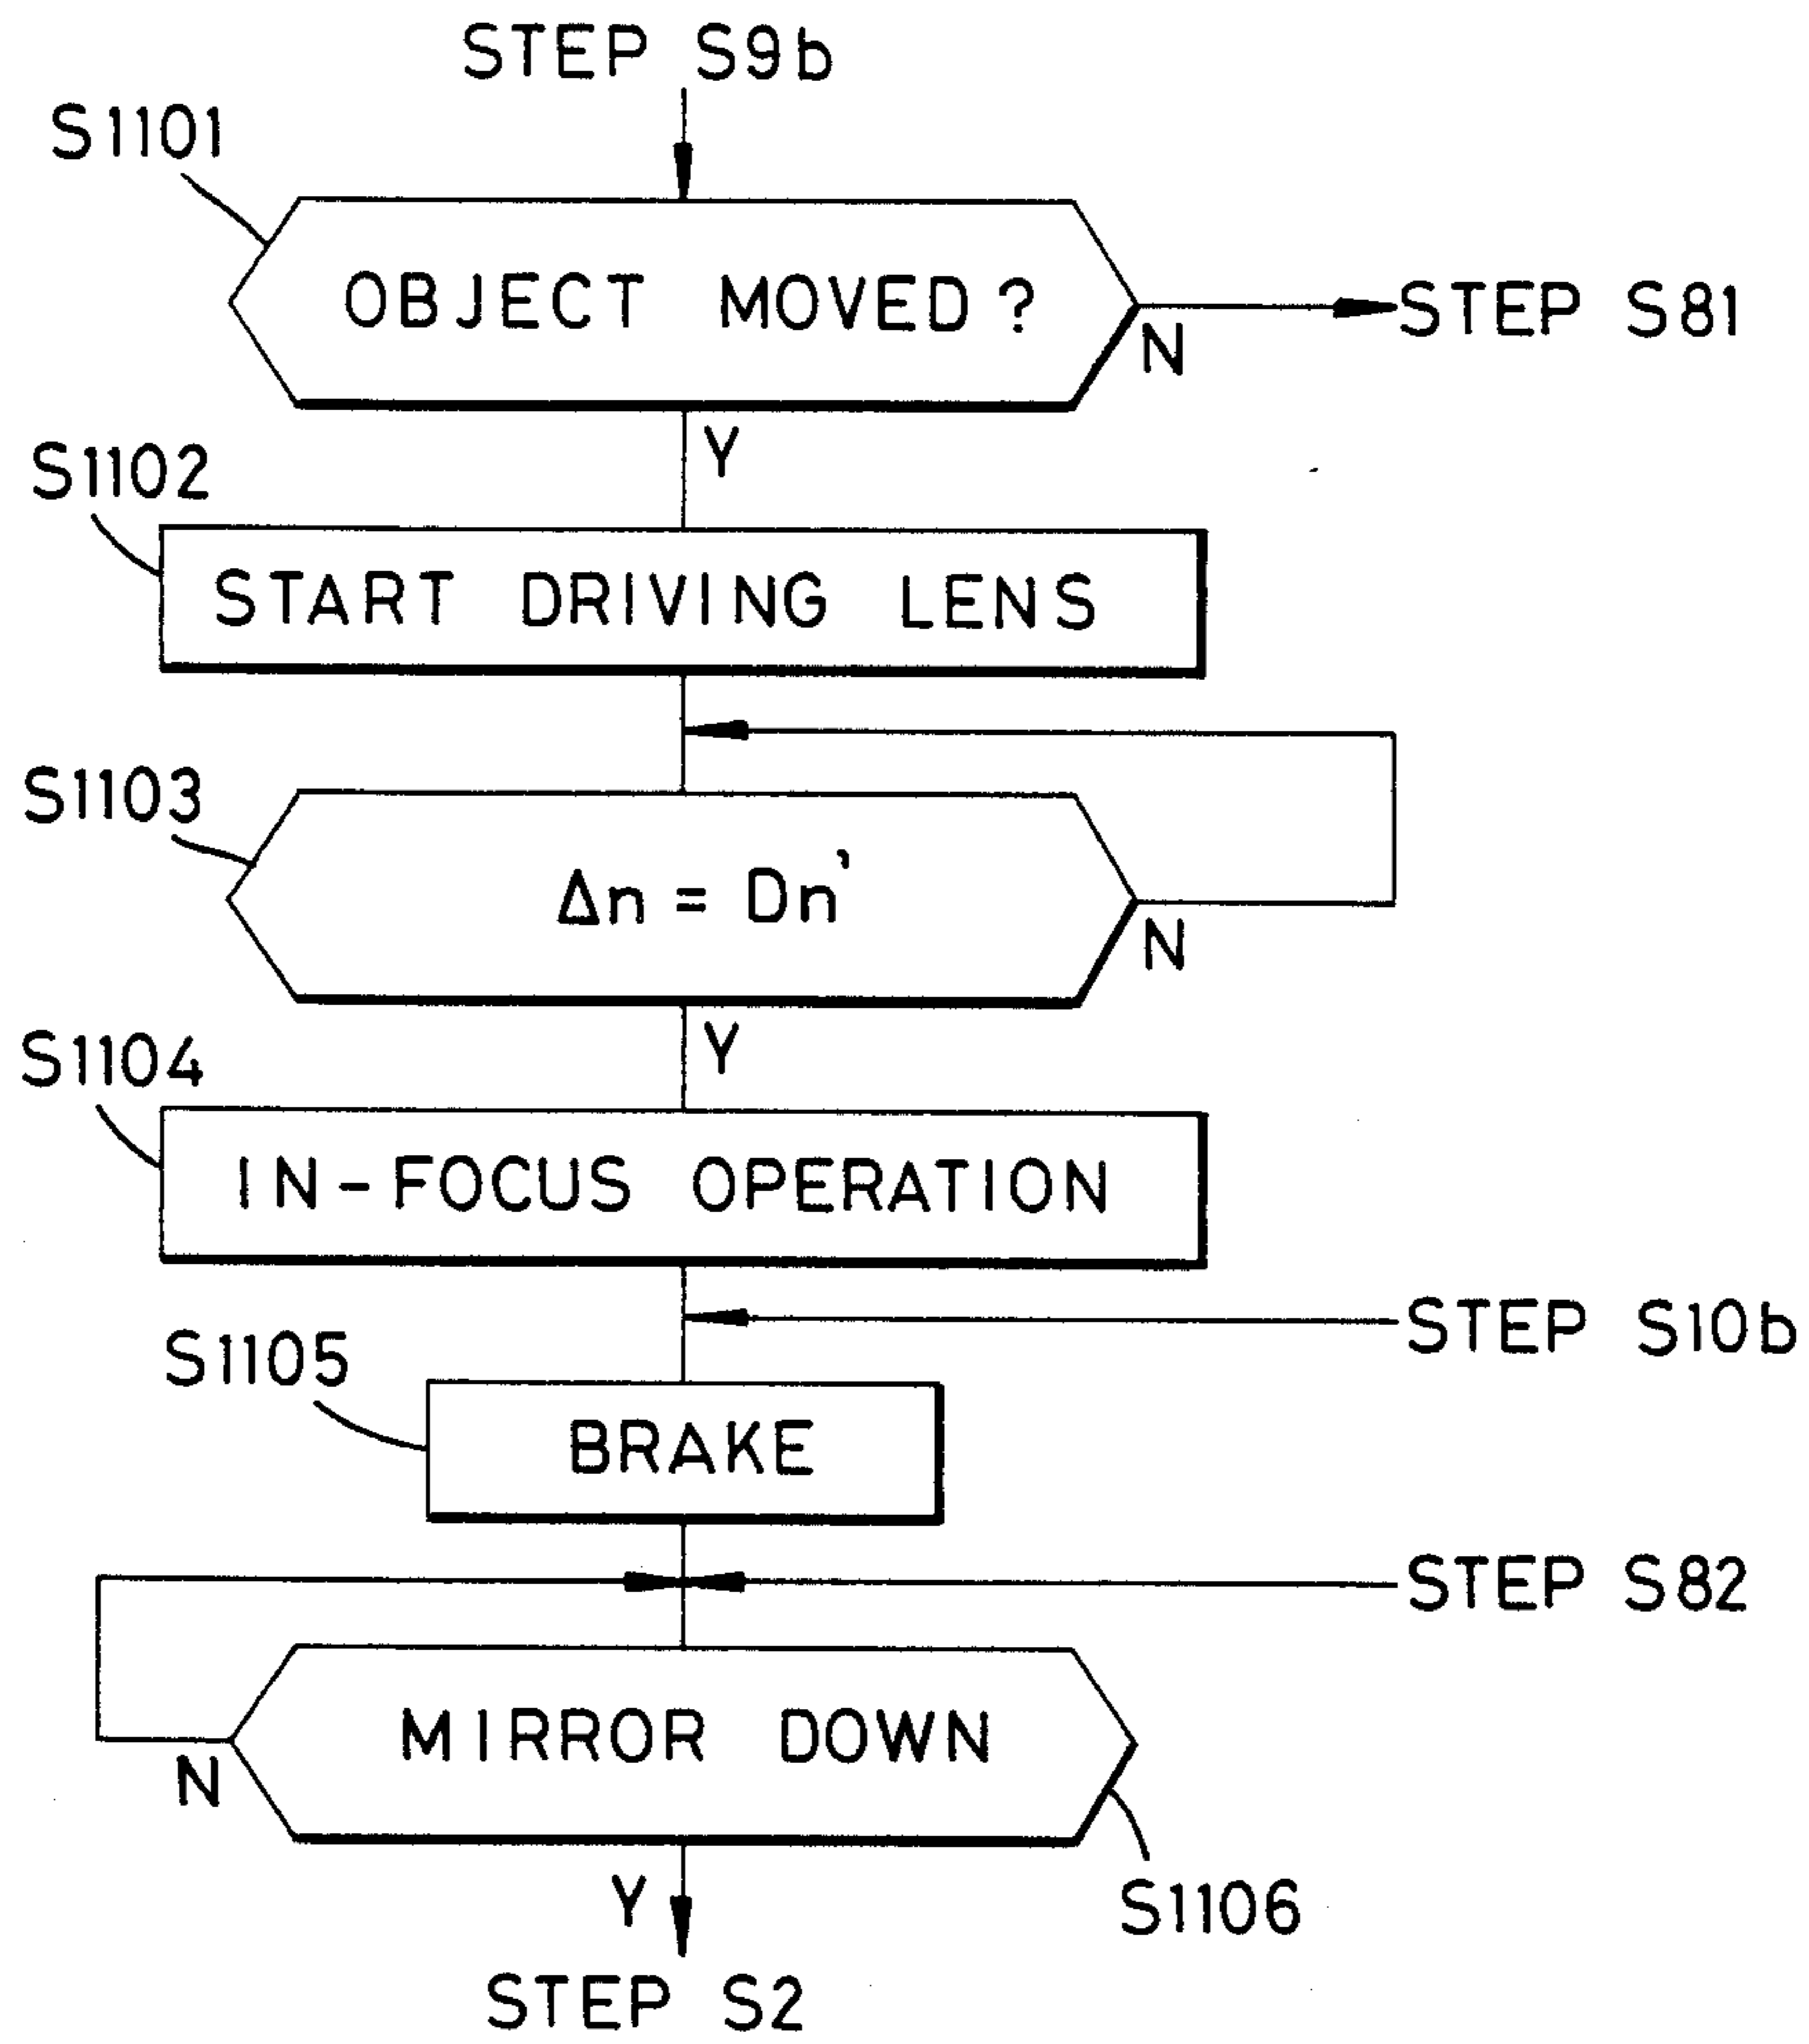 STEP S9b
S1101
OBJECT MOVED ?
STEP S81
N
Y
S1102
START DRIVING LENS
S1103
Δn = Dn'
N
Y
S1104
IN-FOCUS OPERATION
STEP S10b
S1105
BRAKE
STEP S82
MIRROR DOWN
N
Y
S1106
STEP S2